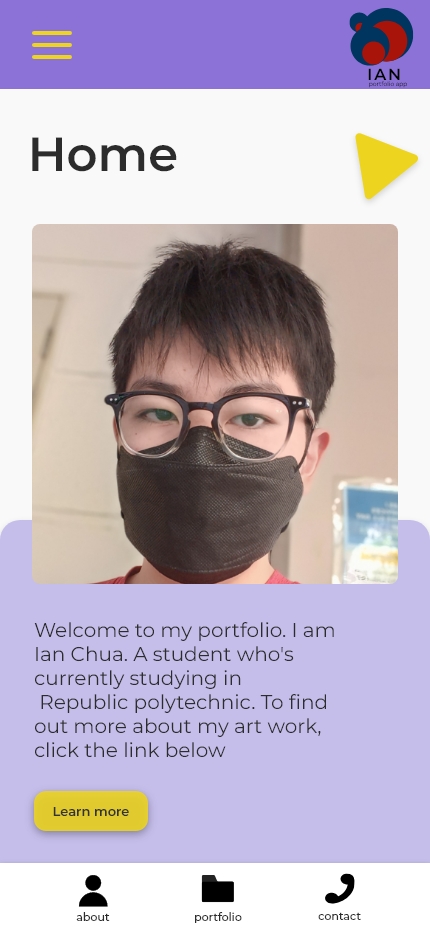 IAN
portfolio app
Home
Welcome to my portfolio. I am
Ian Chua. A student who's
currently studying in
Republic polytechnic. To find
out more about my art work,
click the link below
Learn more
about
portfolio
contact